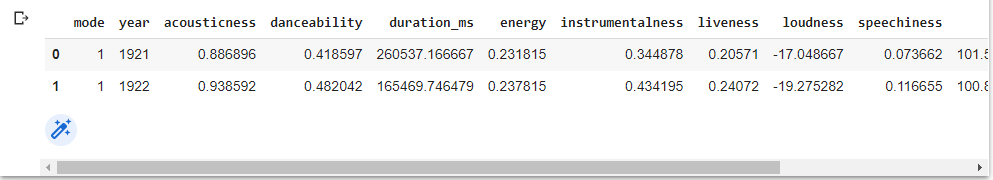 mode year acousticness danceability duration_ms energy instrumentalness liveness loudness speechiness
0 1 1921 0.886896 0.418597 260537.166667 0.231815 0.344878 0.20571 -17.048667 0.073662 101.5
1 1 1922 0.938592 0.482042 165469.746479 0.237815 0.434195 0.24072 -19.275282 0.116655 100.8